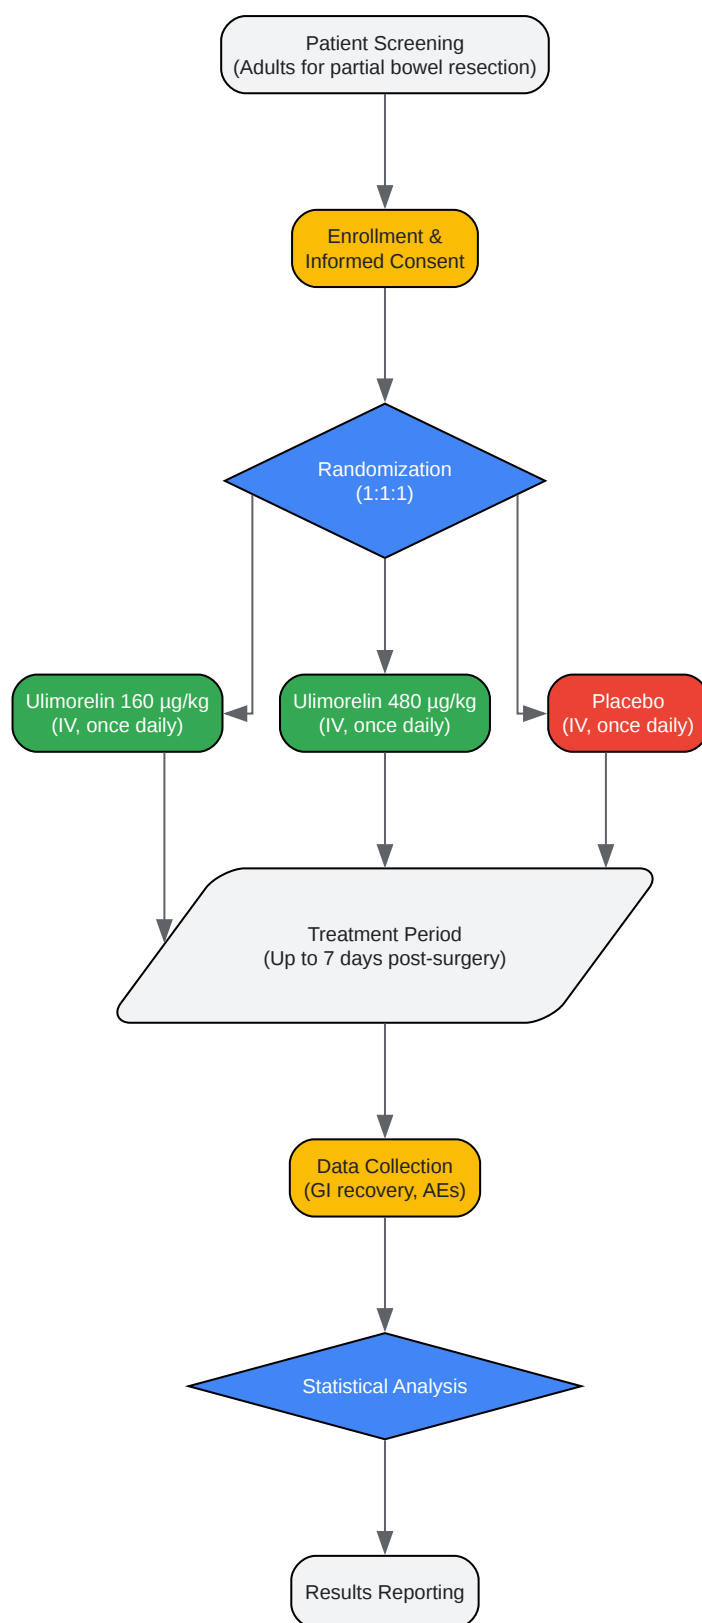 Patient Screening
(Adults for partial bowel resection)
Enrollment &
Informed Consent
Randomization
(1:1:1)
Ulimorelin 160 µg/kg
(IV, once daily)
Ulimorelin 480 µg/kg
(IV, once daily)
Placebo
(IV, once daily)
Treatment Period
(Up to 7 days post-surgery)
Data Collection
(GI recovery, AEs)
Statistical Analysis
Results Reporting